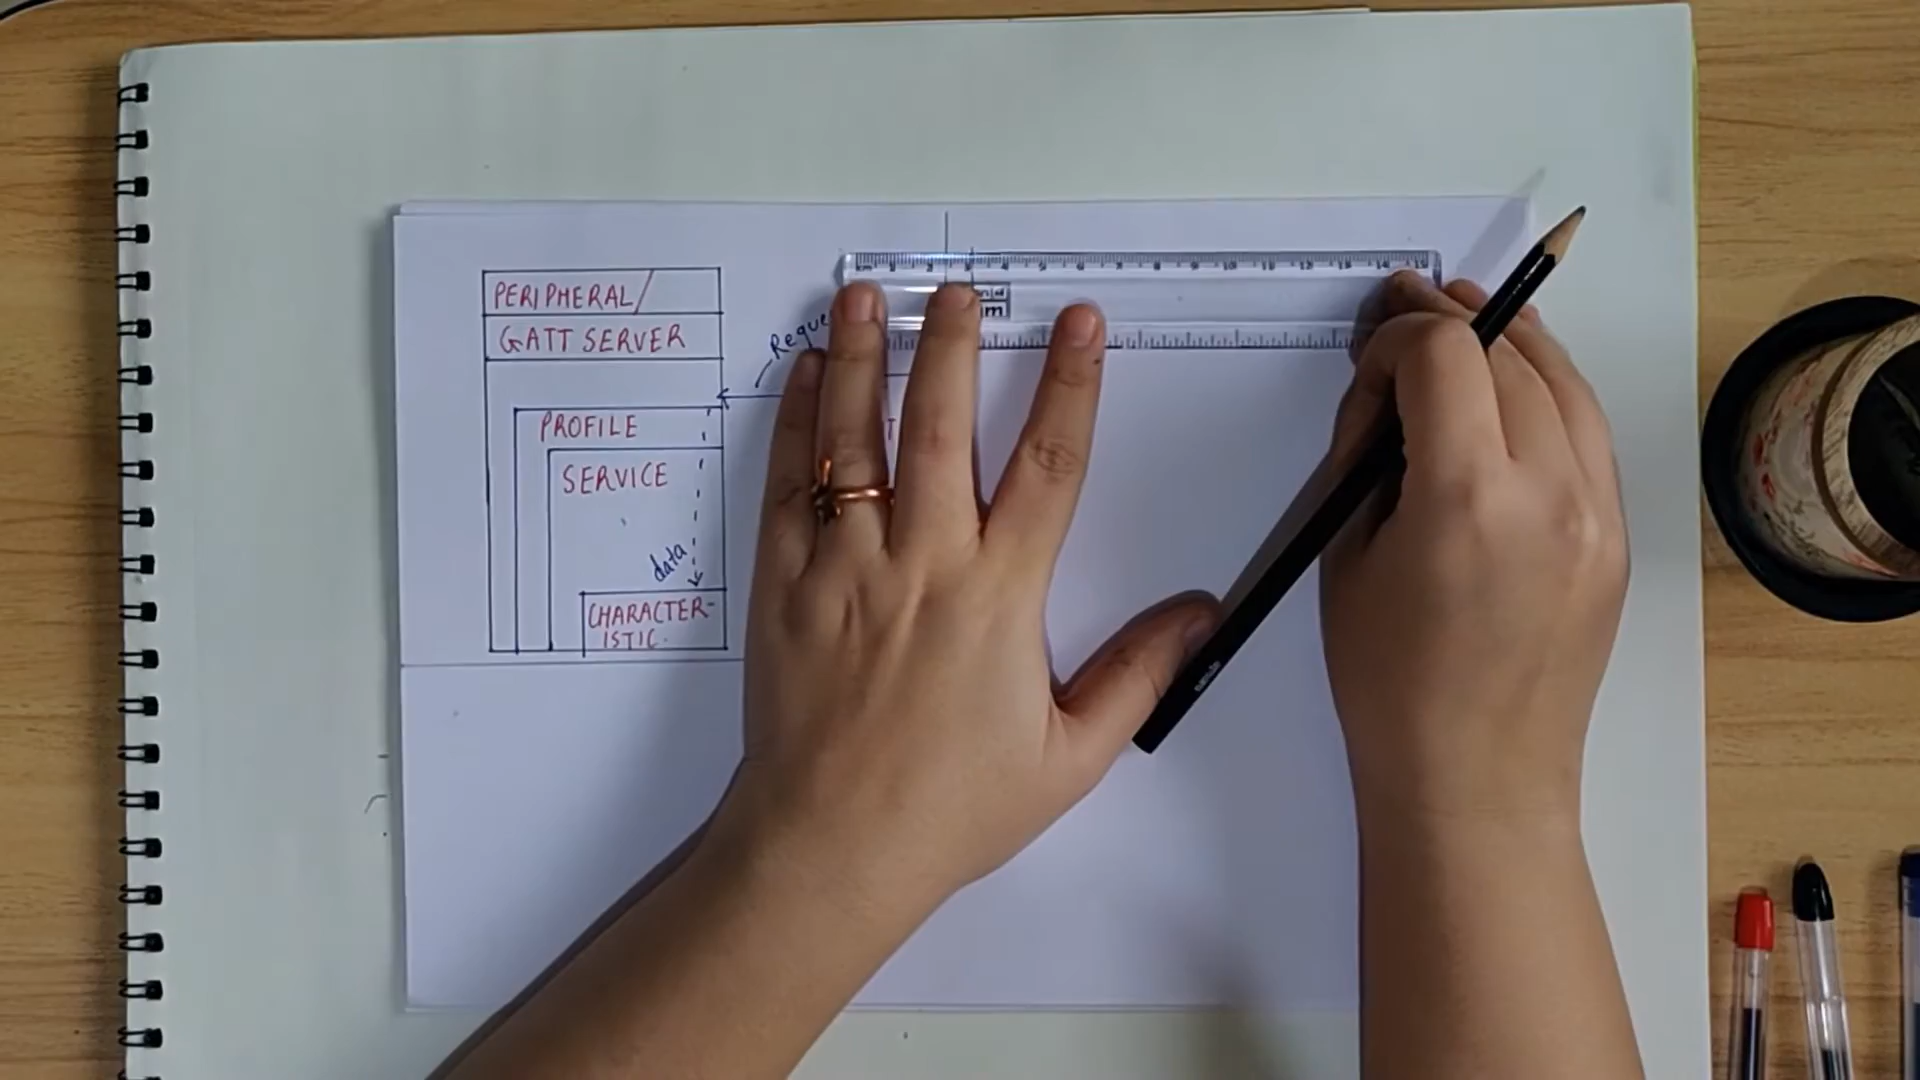 PERIPHERAL/
GATT SERVER
PROFILE
SERVICE
data
CHARACTER-
ISTIC.